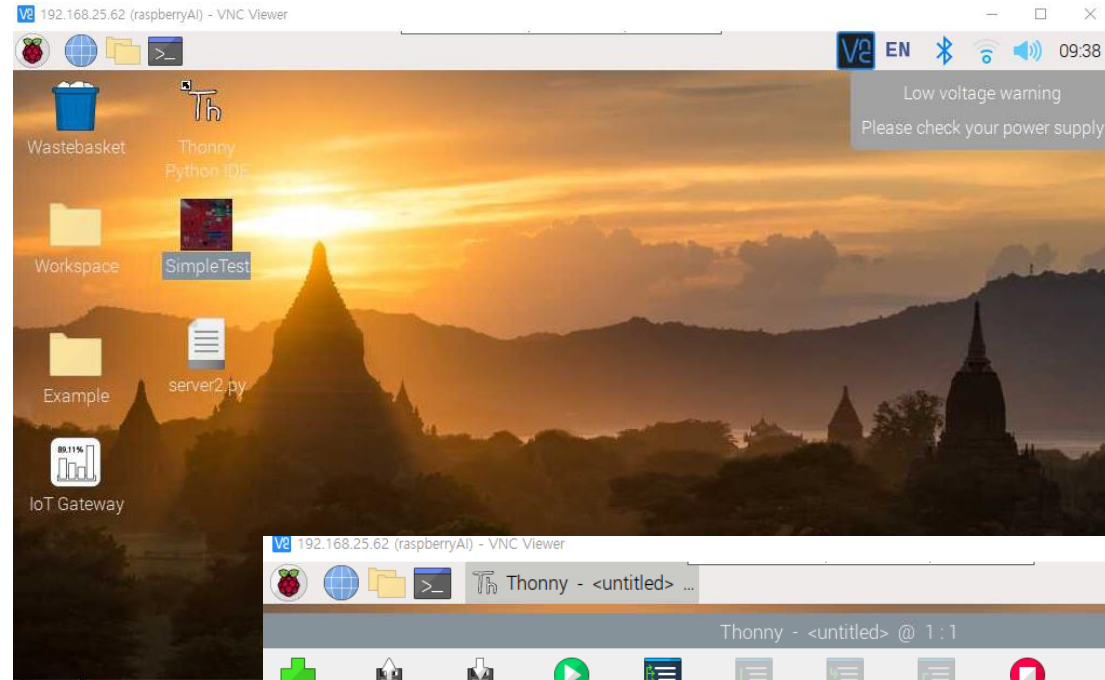 192.168.25.62 (raspberryAI) - VNC Viewer
EN
09:38
Low voltage warning
Please check your power supply
Wastebasket
Thonny
Python IDE
Workspace
SimpleTest
Example
server2.py
89.11%
IoT Gateway
192.168.25.62 (raspberryAI) - VNC Viewer
Th Thonny - <untitled> ...
Thonny - <untitled> @ 1 : 1